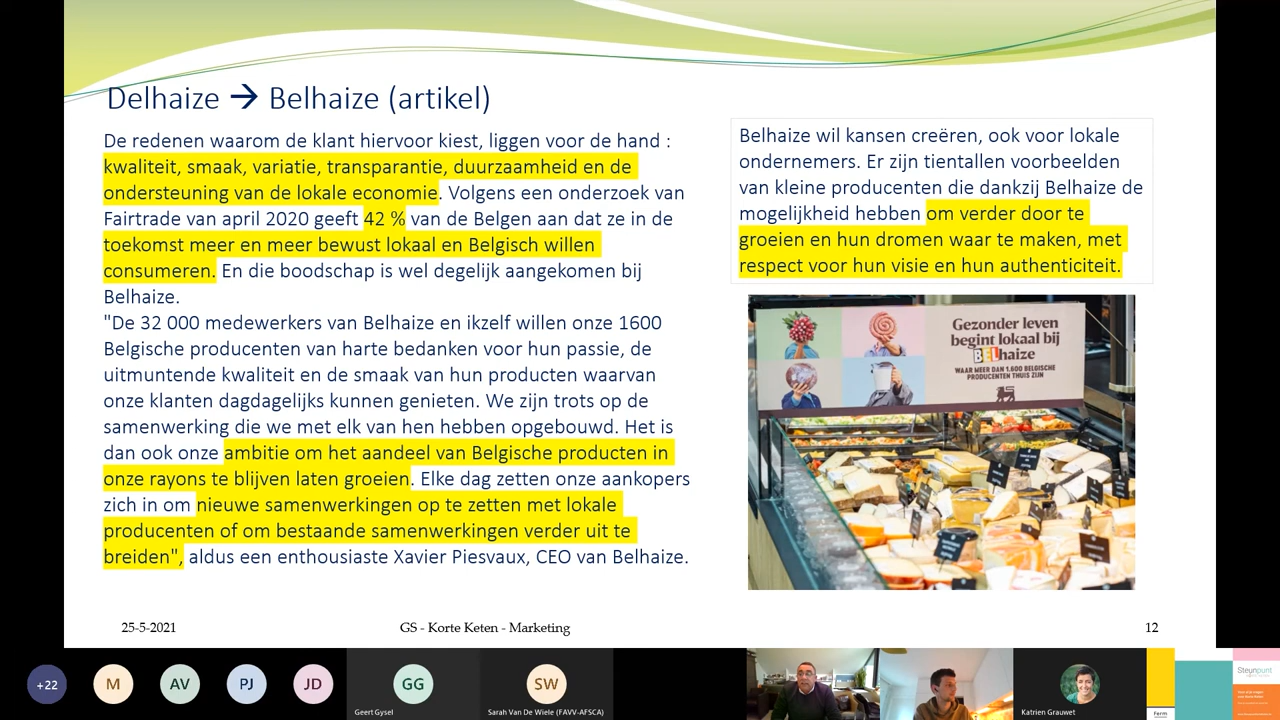 Delhaize → Belhaize (artikel)
De redenen waarom de klant hiervoor kiest, liggen voor de hand :
kwaliteit, smaak, variatie, transparantie, duurzaamheid en de
ondersteuning van de lokale economie. Volgens een onderzoek van
Fairtrade van april 2020 geeft 42 % van de Belgen aan dat ze in de
toekomst meer en meer bewust lokaal en Belgisch willen
consumeren. En die boodschap is wel degelijk aangekomen bij
Belhaize.
"De 32 000 medewerkers van Belhaize en ikzelf willen onze 1600
Belgische producenten van harte bedanken voor hun passie, de
uitmuntende kwaliteit en de smaak van hun producten waarvan
onze klanten dagdagelijks kunnen genieten. We zijn trots op de
samenwerking die we met elk van hen hebben opgebouwd. Het is
dan ook onze ambitie om het aandeel van Belgische producten in
onze rayons te blijven laten groeien. Elke dag zetten onze aankopers
zich in om nieuwe samenwerkingen op te zetten met lokale
producenten of om bestaande samenwerkingen verder uit te
breiden", aldus een enthousiaste Xavier Piesvaux, CEO van Belhaize.
Belhaize wil kansen creëren, ook voor lokale
ondernemers. Er zijn tientallen voorbeelden
van kleine producenten die dankzij Belhaize de
mogelijkheid hebben om verder door te
groeien en hun dromen waar te maken, met
respect voor hun visie en hun authenticiteit.
Gezonder leven
begint lokaal bij
BELhaize
WAAR MEER DAN 1.600 BELGISCHE
PRODUCENTEN THUIS ZIJN
25-5-2021
GS - Korte Keten - Marketing
12
+22
M
AV
PJ
JD
GG
Geert Gysel
SW
Sarah Van De Wiele (FAVV-AFSCA)
Katrien Grauwet
Ferm
Steunpunt